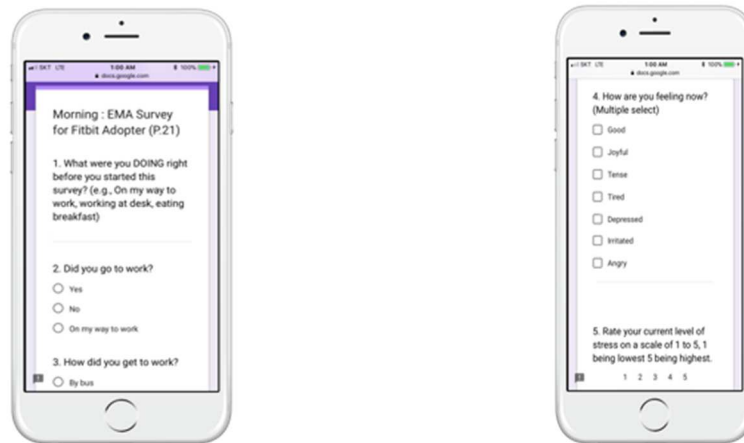 SKT LTE 1:00 AM 100%
docs.google.com
Morning : EMA Survey
for Fitbit Adopter (P.21)
1. What were you DOING right
before you started this
survey? (e.g., On my way to
work, working at desk, eating
breakfast)
2. Did you go to work?
Yes
No
On my way to work
3. How did you get to work?
By bus
SKT LTE 1:00 AM 100%
docs.google.com
4. How are you feeling now?
(Multiple select)
Good
Joyful
Tense
Tired
Depressed
Irritated
Angry
5. Rate your current level of
stress on a scale of 1 to 5, 1
being lowest 5 being highest.
1 2 3 4 5